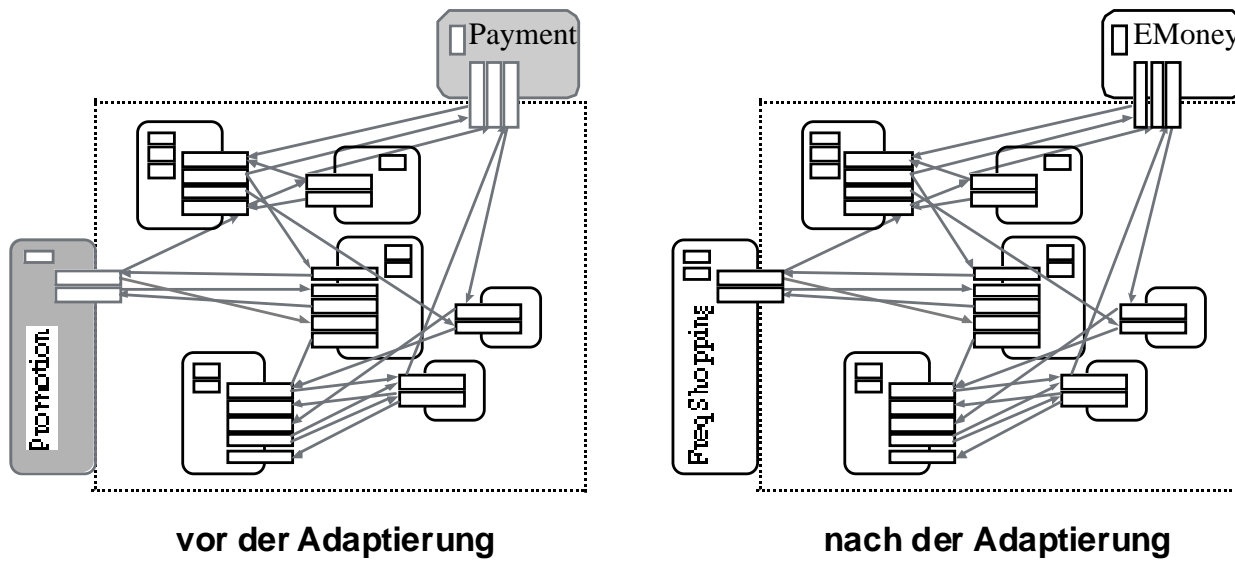 Payment
EMoney
Promotion
FreqShopping
vor der Adaptierung
nach der Adaptierung